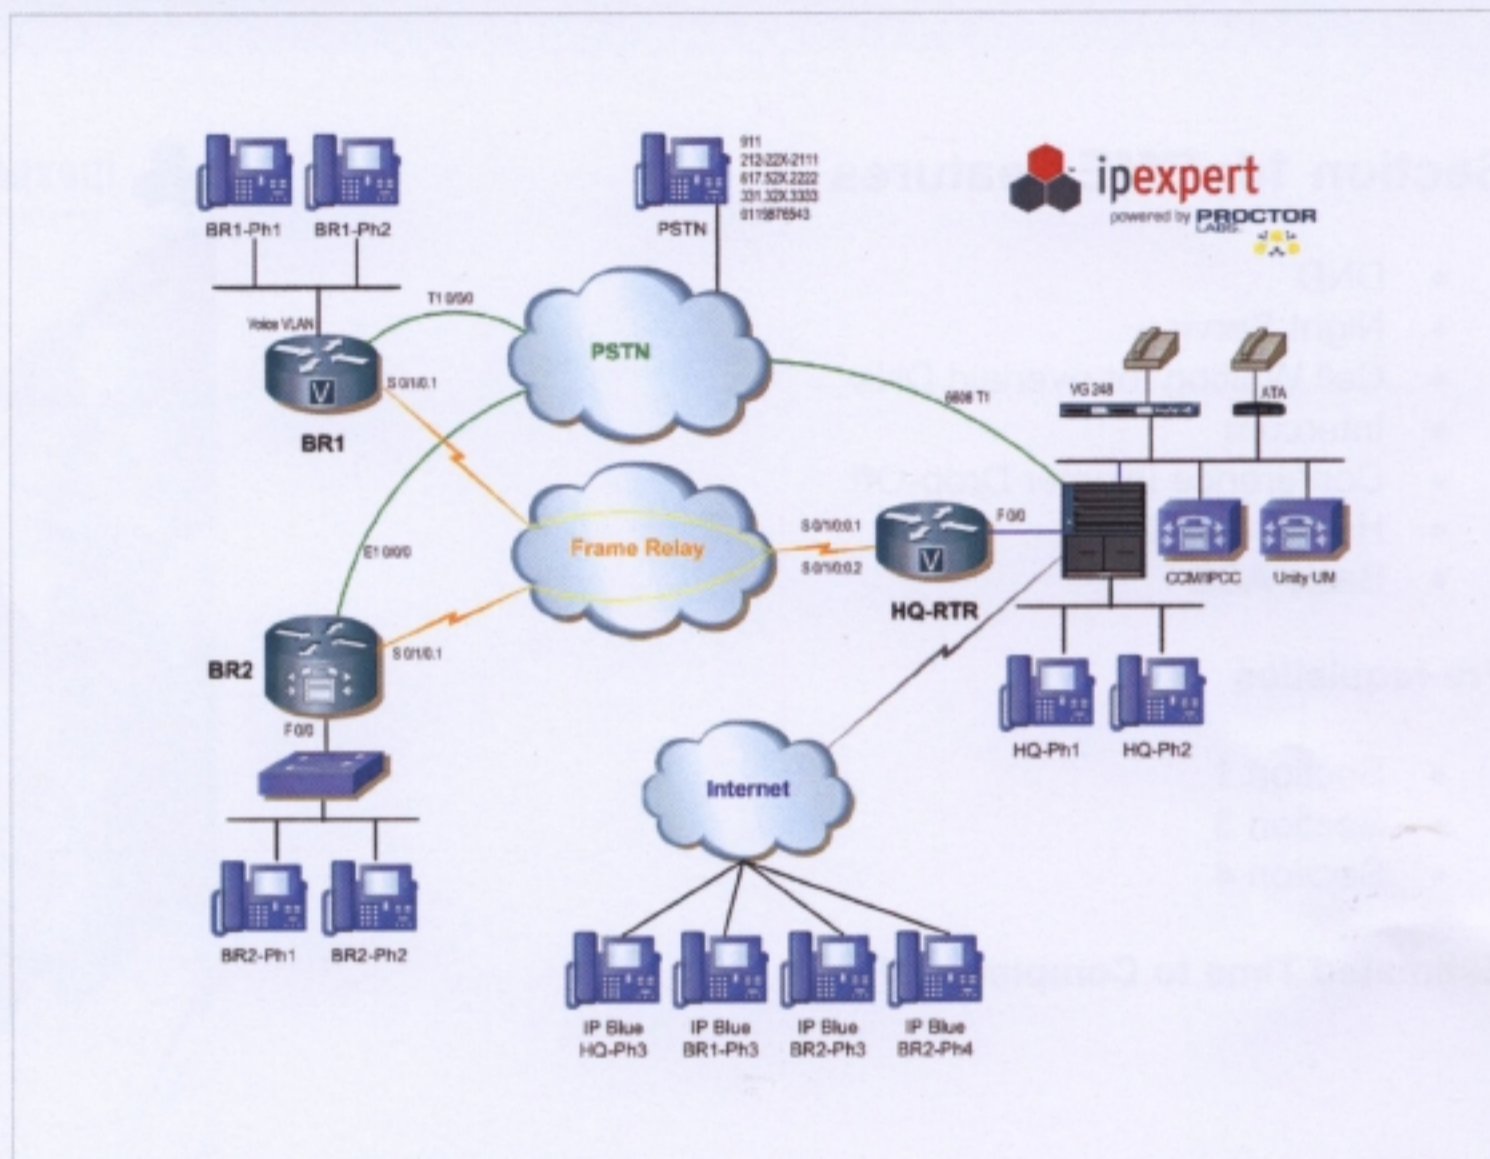 BR1-Ph1
BR1-Ph2
PSTN
911
212-22X-2111
617.52X.2222
331.32X.3333
0119876543
ipexpert
powered by PROCTOR
LABS.
Voice VLAN
T1 0/0/0
S 0/1/0.1
V
BR1
PSTN
6608 T1
VG 248
ATA
E1 0/0/0
Frame Relay
S 0/1/0:0.1
S 0/1/0:0.2
V
HQ-RTR
F 0/0
CCM/IPCC
Unity UM
BR2
S 0/1/0.1
F 0/0
HQ-Ph1
HQ-Ph2
Internet
BR2-Ph1
BR2-Ph2
IP Blue
HQ-Ph3
IP Blue
BR1-Ph3
IP Blue
BR2-Ph3
IP Blue
BR2-Ph4